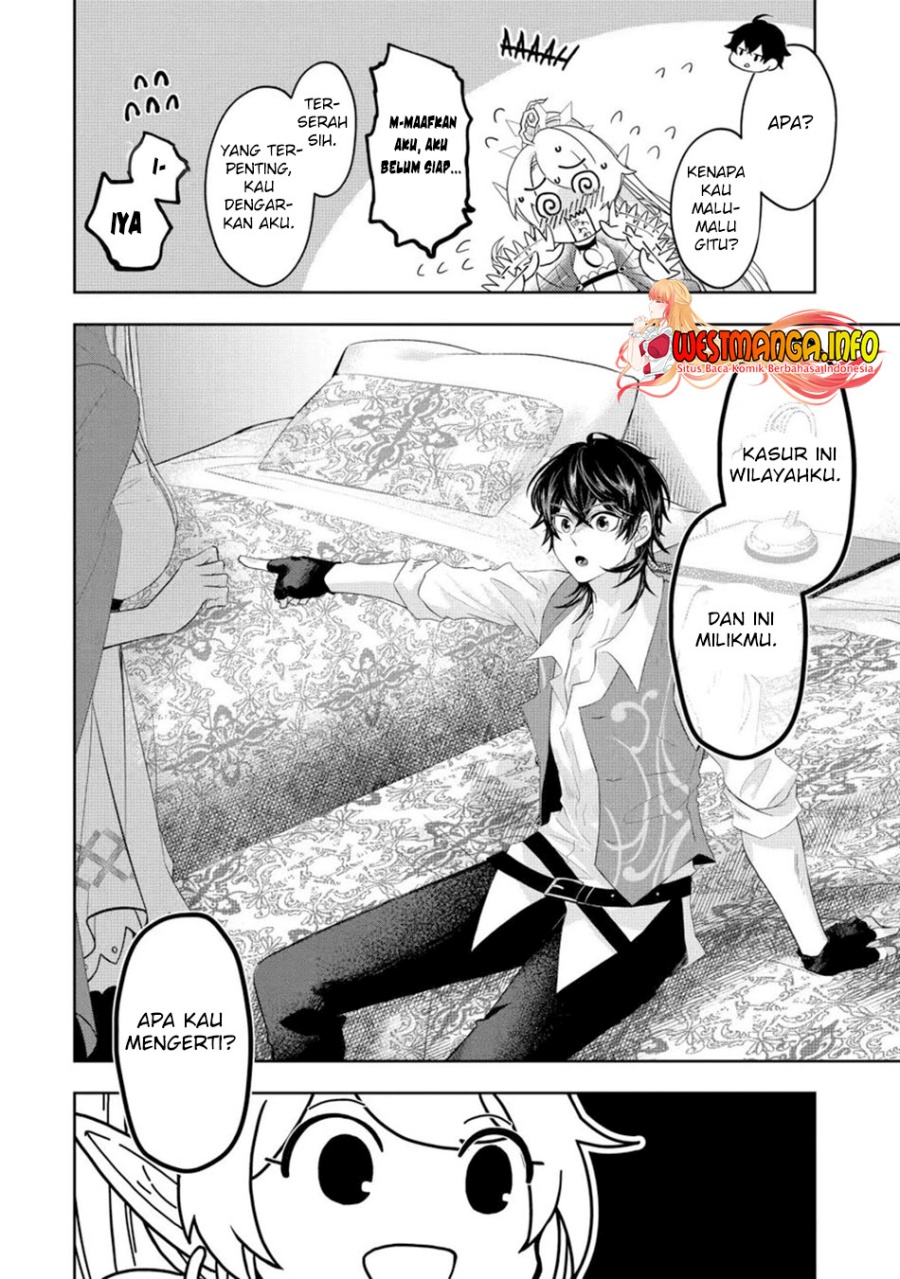 APA?
KENAPA
KAU
MALU-
MALU
GITU?
AAAAH
M-MAAFKAN
AKU, AKU
BELUM SIAP...
TER-
SERAH
SIH.
YANG TER-
PENTING,
KAU
DENGAR-
KAN AKU.
I-
IYA
WESTMANGA.INFO
Situs Baca Komik Berbahasa Indonesia
KASUR INI
WILAYAHKU.
DAN INI
MILIKMU.
APA KAU
MENGERTI?